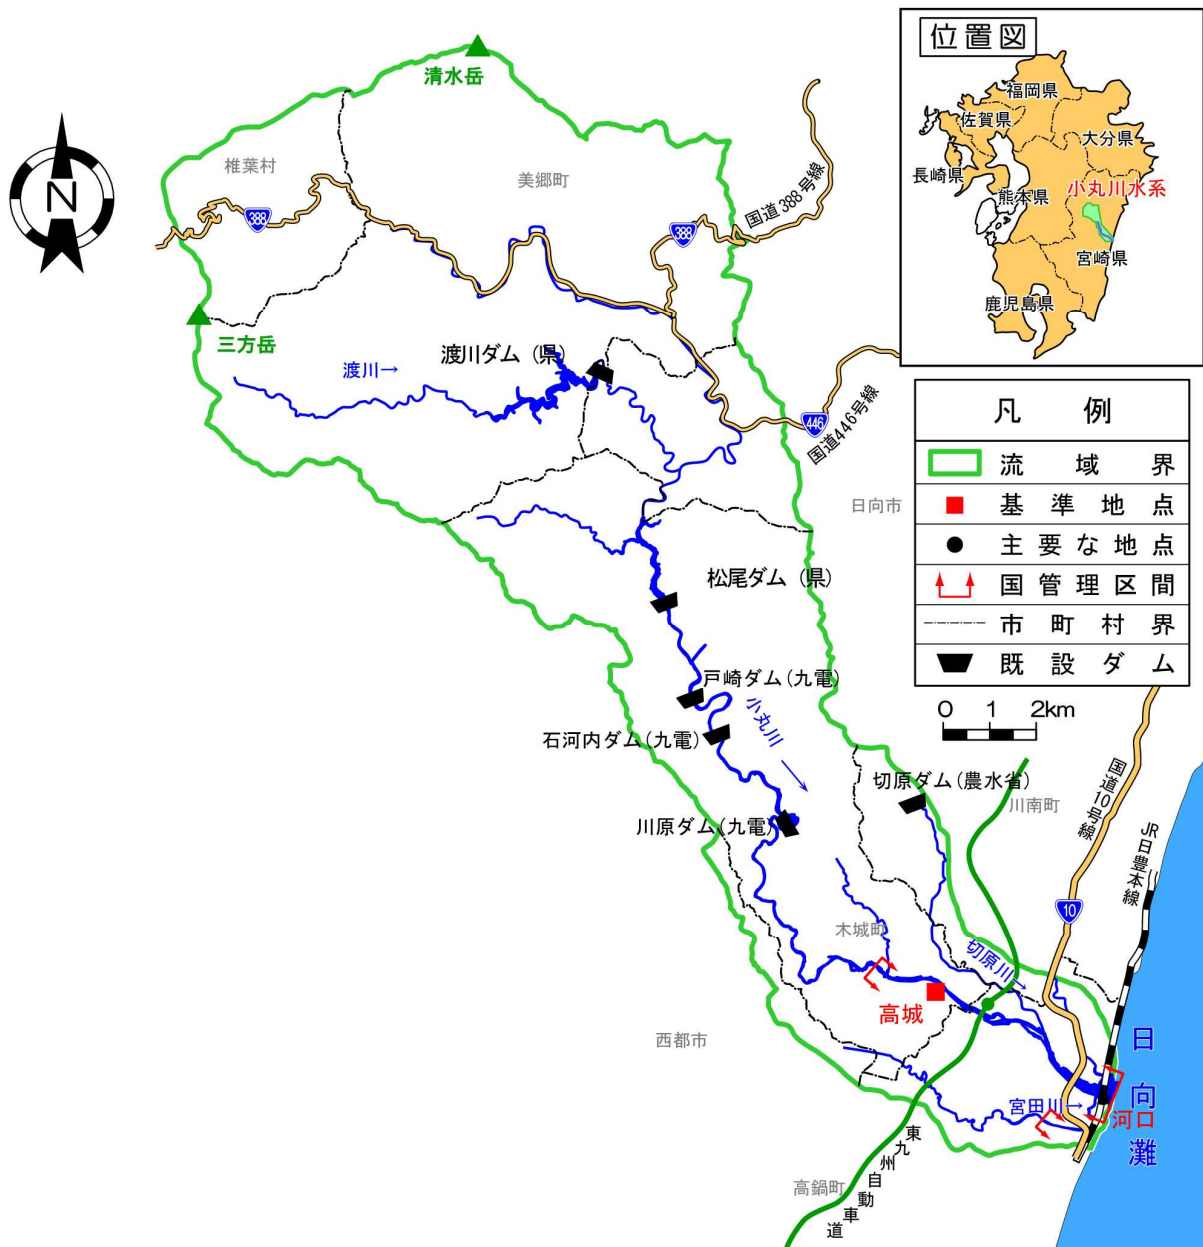 位置図
福岡県
佐賀県
大分県
長崎県
熊本県
小丸川水系
宮崎県
鹿児島県
清水岳
N
椎葉村
美郷町
国道388号線
388
388
三方岳
渡川ダム(県)
渡川→
国道446号線
446
凡例
流域界
基準地点
主要な地点
国管理区間
市町村界
既設ダム
日向市
松尾ダム(県)
戸崎ダム(九電)
小丸川
0 1 2km
石河内ダム(九電)
国道10号線
切原ダム(農水省)
川南町
川原ダム(九電)
JR日豊本線
10
木城町
切原川→
高城
西都市
日向灘
宮田川→
河口
東九州自動車道
高鍋町